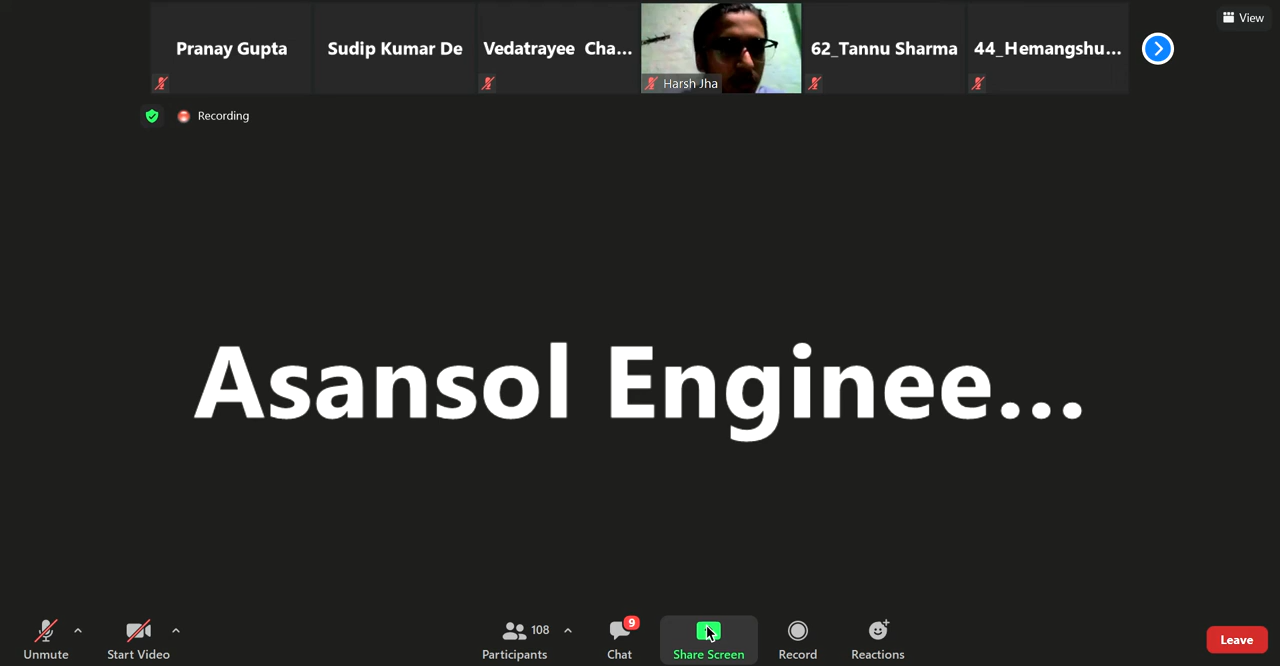 View
Pranay Gupta
Sudip Kumar De
Vedatrayee Cha...
Harsh Jha
62_Tannu Sharma
44_Hemangshu...
Recording
Asansol Enginee...
Unmute
Start Video
108
Participants
9
Chat
Share Screen
Record
Reactions
Leave